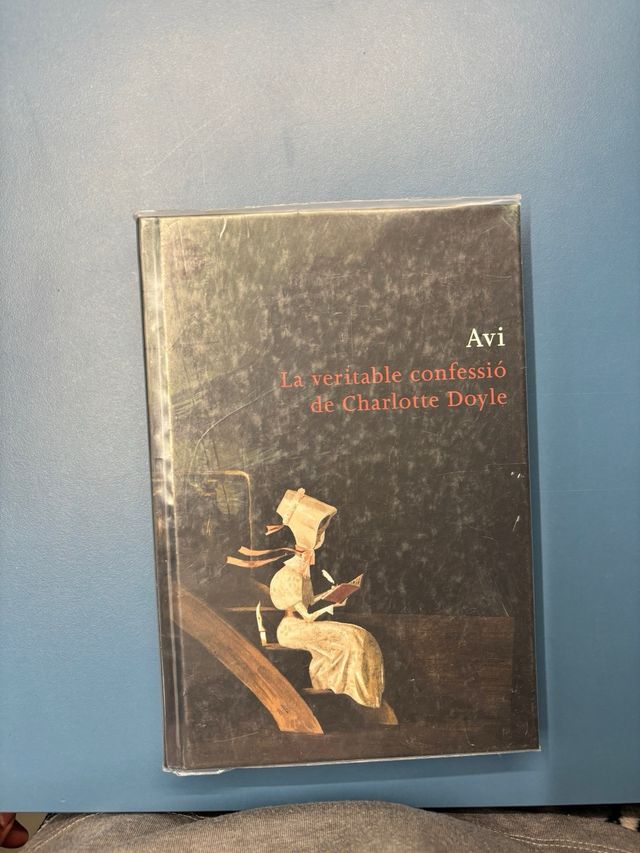 Avi
La veritable confessió
de Charlotte Doyle